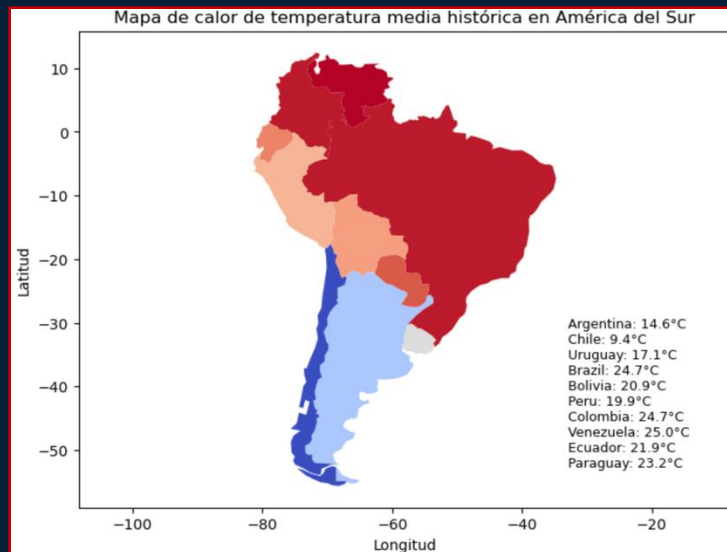 Mapa de calor de temperatura media histórica en América del Sur
10
0
−10
−20
−30
−40
−50
Latitud
Argentina: 14.6°C
Chile: 9.4°C
Uruguay: 17.1°C
Brazil: 24.7°C
Bolivia: 20.9°C
Peru: 19.9°C
Colombia: 24.7°C
Venezuela: 25.0°C
Ecuador: 21.9°C
Paraguay: 23.2°C
−100
−80
−60
−40
−20
Longitud